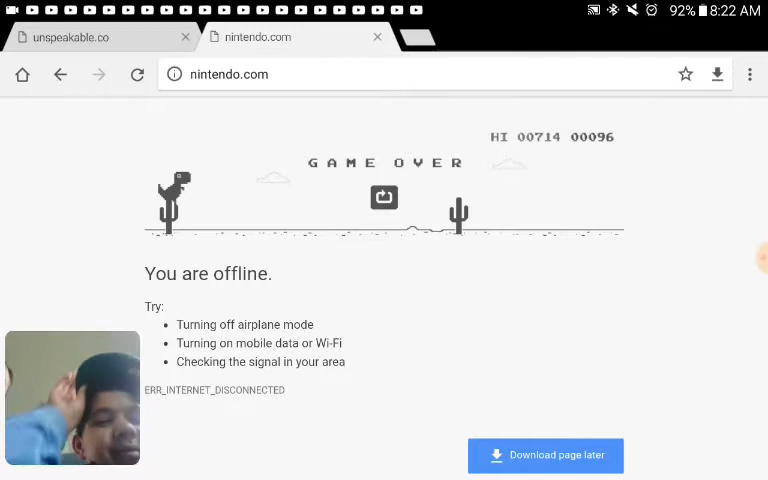 92% 8:22 AM
unspeakable.co
nintendo.com
nintendo.com
HI 00714 00096
GAME OVER
You are offline.
Try:
• Turning off airplane mode
• Turning on mobile data or Wi-Fi
• Checking the signal in your area
ERR_INTERNET_DISCONNECTED
Download page later